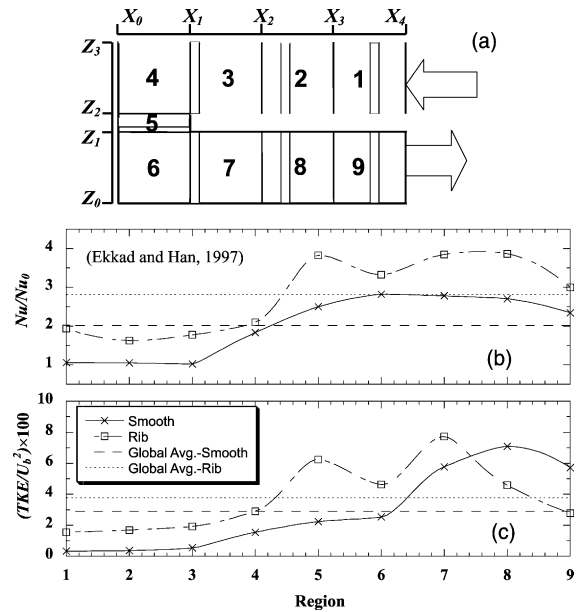 X0 X1 X2 X3 X4
(a)
Z3
4 3 2 1
Z2
5
Z1
6 7 8 9
Z0
(Ekkad and Han, 1997)
Nu/Nu0
4
3
2
1
(b)
(TKE/Ub²)×100
10
8
6
4
2
0
Smooth
Rib
Global Avg.-Smooth
Global Avg.-Rib
(c)
1 2 3 4 5 6 7 8 9
Region